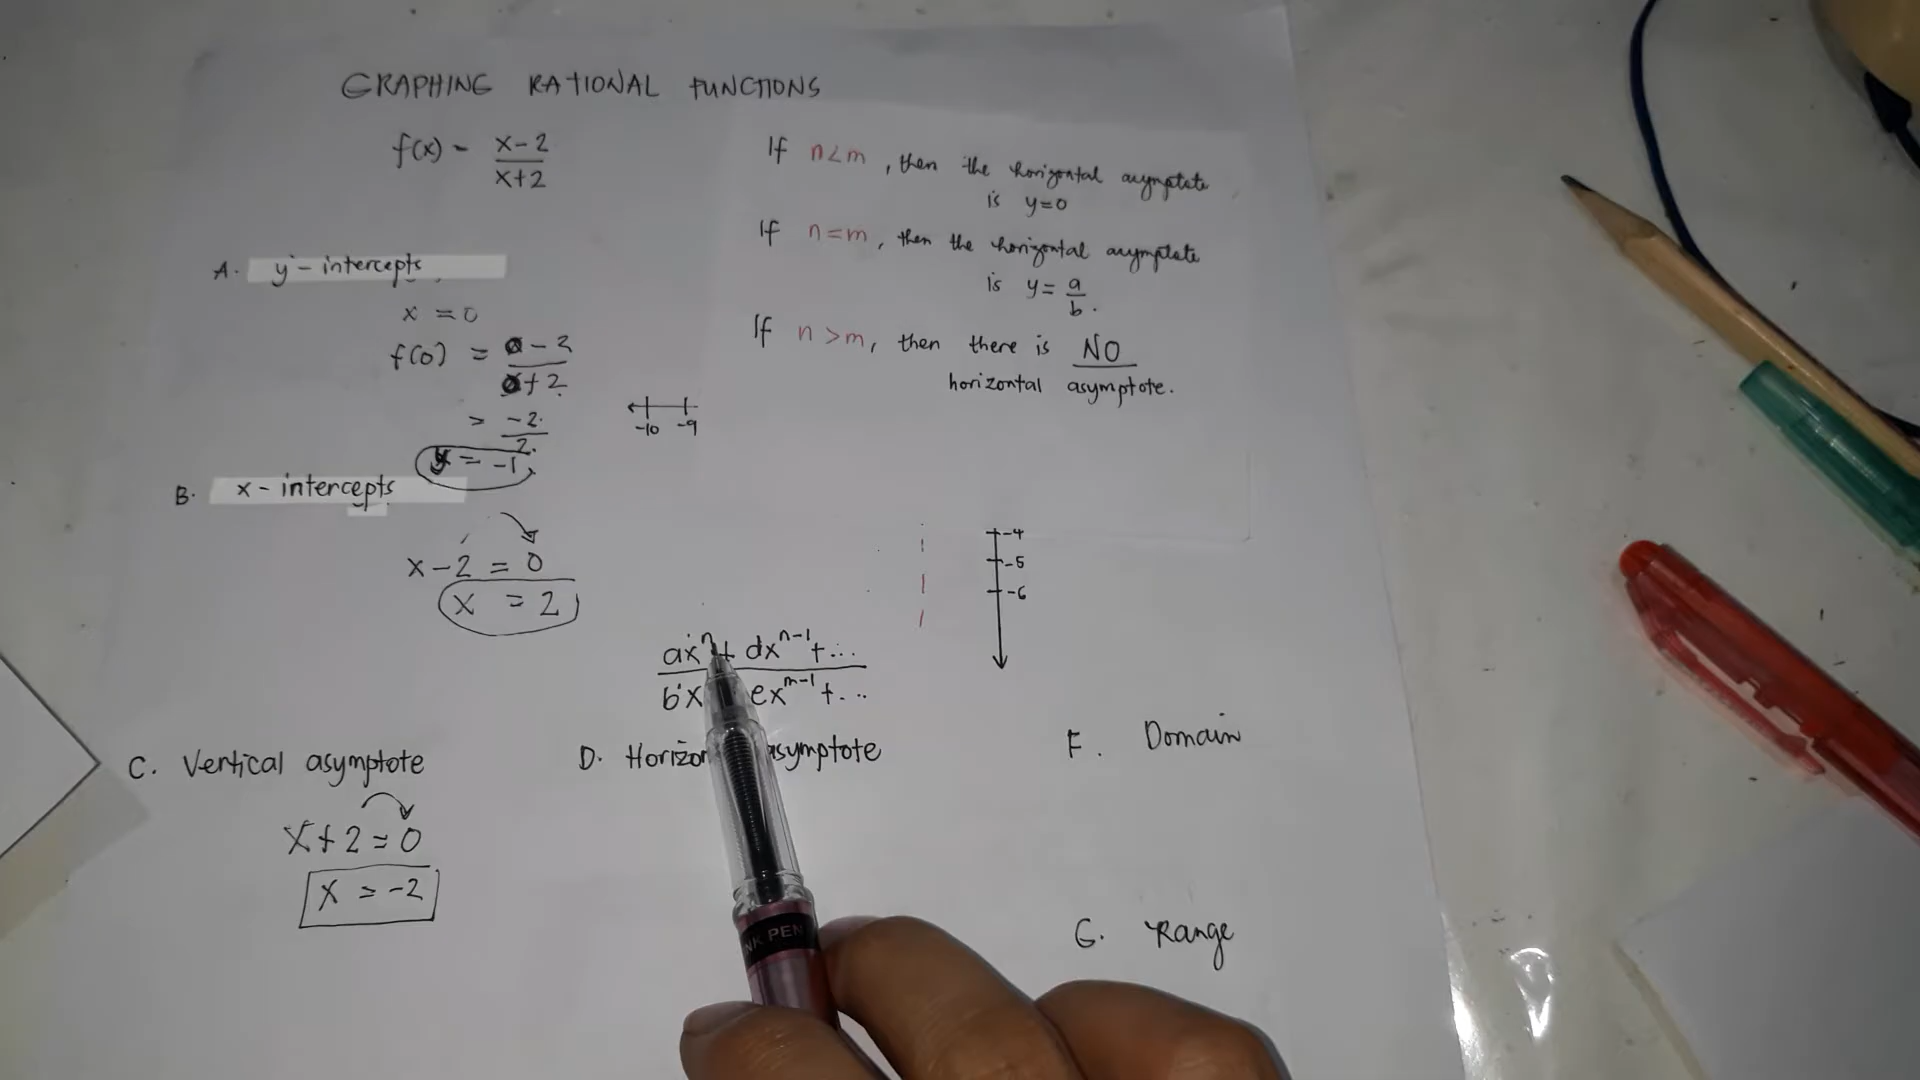 GRAPHING RATIONAL FUNCTIONS
f(x) - x-2
x+2
A. y - intercepts
x = 0
f(0) = 0 - 2
0 + 2
> -2
2
y = -1
B. x - intercepts
x - 2 = 0
x = 2
If n<m, then the horizontal asymptote
is y=0
If n=m, then the horizontal asymptote
is y= a
b.
If n>m, then there is NO
horizontal asymptote.
-10 -9
-4
-5
-6
ax^n + dx^n-1 + ...
bx ex^m-1 + ...
C. Vertical asymptote
x + 2 = 0
x = -2
D. asymptote
F. Domain
G. Range
NK PEN